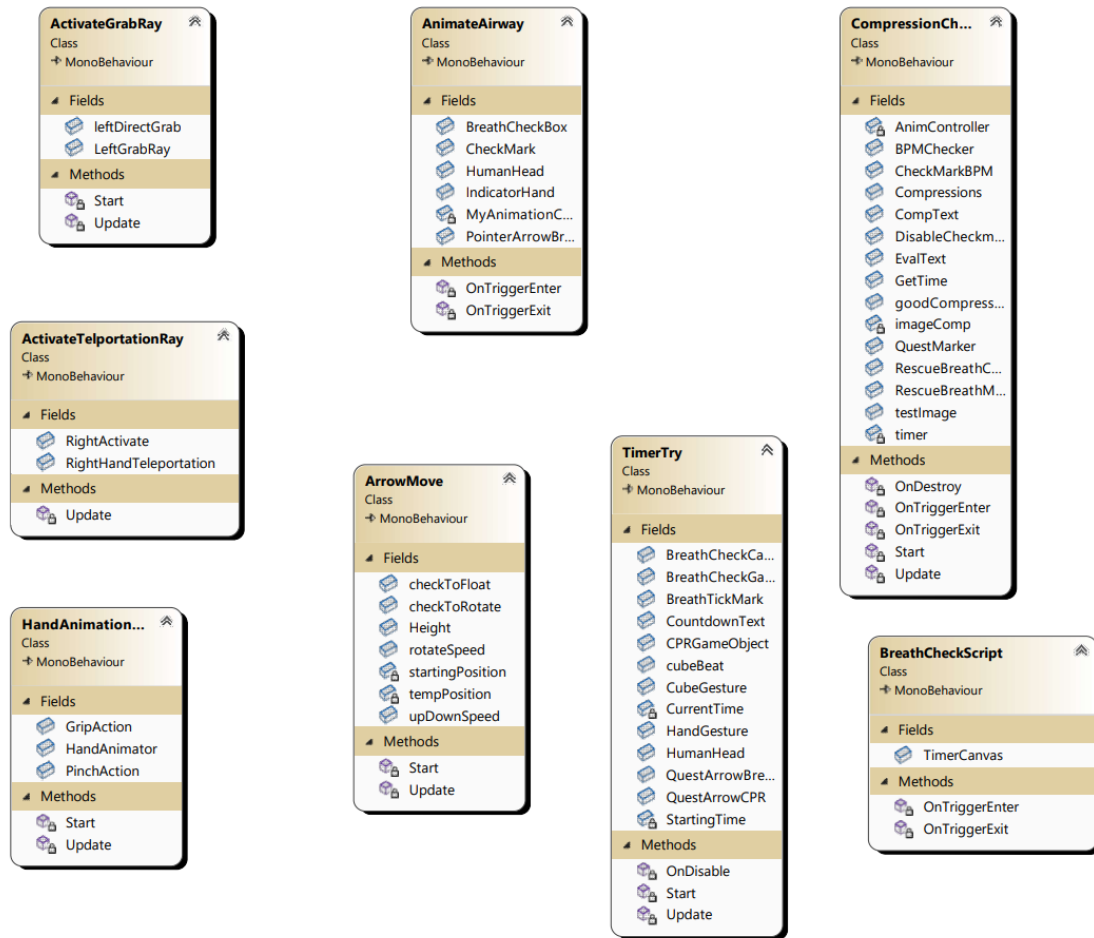 ActivateGrabRay
Class
MonoBehaviour
Fields
leftDirectGrab
LeftGrabRay
Methods
Start
Update
AnimateAirway
Class
MonoBehaviour
Fields
BreathCheckBox
CheckMark
HumanHead
IndicatorHand
MyAnimationC...
PointerArrowBr...
Methods
OnTriggerEnter
OnTriggerExit
CompressionCh...
Class
MonoBehaviour
Fields
AnimController
BPMChecker
CheckMarkBPM
Compressions
CompText
DisableCheckm...
EvalText
GetTime
goodCompress...
imageComp
QuestMarker
RescueBreathC...
RescueBreathM...
testImage
timer
Methods
OnDestroy
OnTriggerEnter
OnTriggerExit
Start
Update
ActivateTelportationRay
Class
MonoBehaviour
Fields
RightActivate
RightHandTeleportation
Methods
Update
ArrowMove
Class
MonoBehaviour
Fields
checkToFloat
checkToRotate
Height
rotateSpeed
startingPosition
tempPosition
upDownSpeed
Methods
Start
Update
TimerTry
Class
MonoBehaviour
Fields
BreathCheckCa...
BreathCheckGa...
BreathTickMark
CountdownText
CPRGameObject
cubeBeat
CubeGesture
CurrentTime
HandGesture
HumanHead
QuestArrowBre...
QuestArrowCPR
StartingTime
Methods
OnDisable
Start
Update
HandAnimation...
Class
MonoBehaviour
Fields
GripAction
HandAnimator
PinchAction
Methods
Start
Update
BreathCheckScript
Class
MonoBehaviour
Fields
TimerCanvas
Methods
OnTriggerEnter
OnTriggerExit